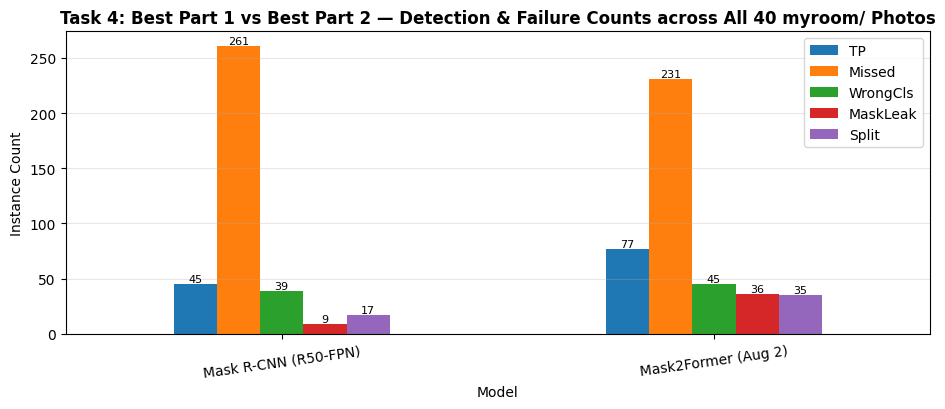 Task 4: Best Part 1 vs Best Part 2 — Detection & Failure Counts across All 40 myroom/ Photos
TP
Missed
WrongCls
MaskLeak
Split
Instance Count
250
200
150
100
50
0
45
261
39
9
17
77
231
45
36
35
Mask R-CNN (R50-FPN)
Mask2Former (Aug 2)
Model